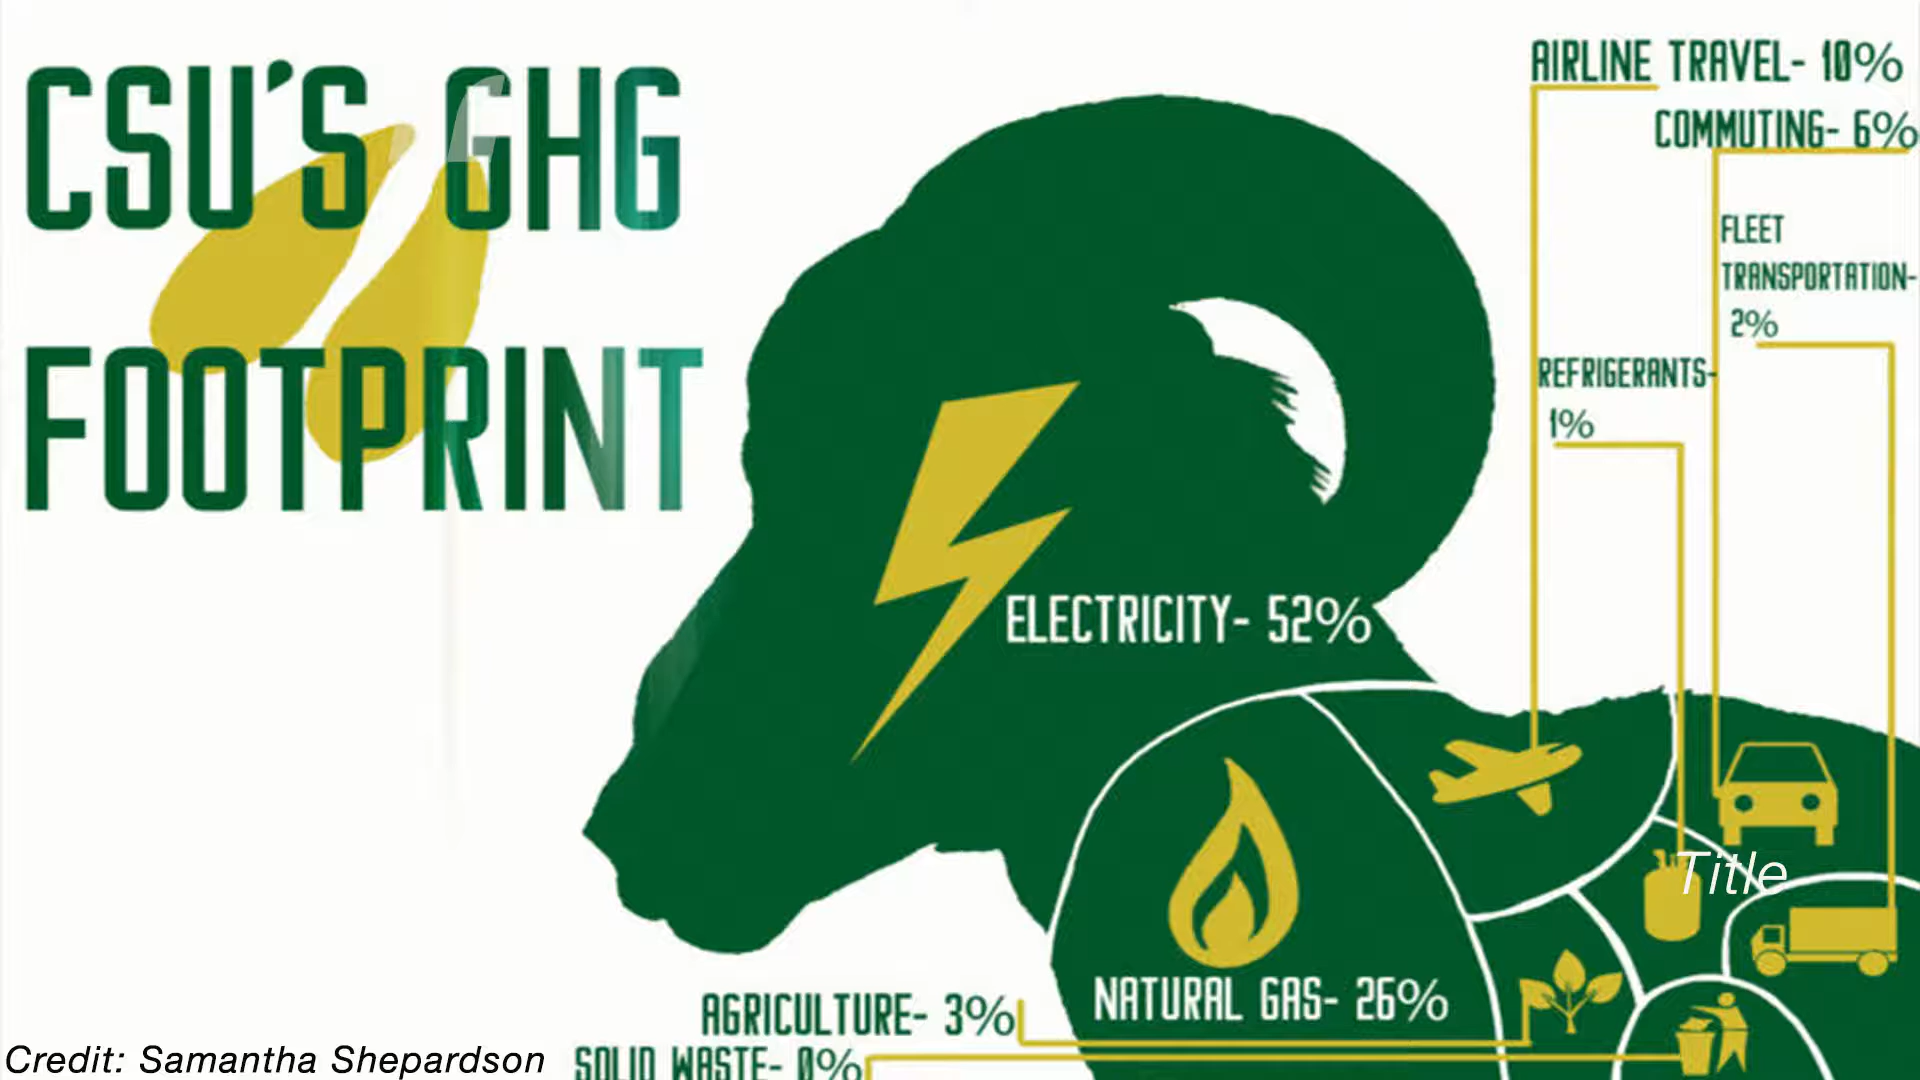 CSU'S GHG
FOOTPRINT
AIRLINE TRAVEL- 10%
COMMUTING- 6%
FLEET
TRANSPORTATION-
2%
REFRIGERANTS-
1%
ELECTRICITY- 52%
Title
NATURAL GAS- 26%
AGRICULTURE- 3%
SOLID WASTE- 0%
Credit: Samantha Shepardson